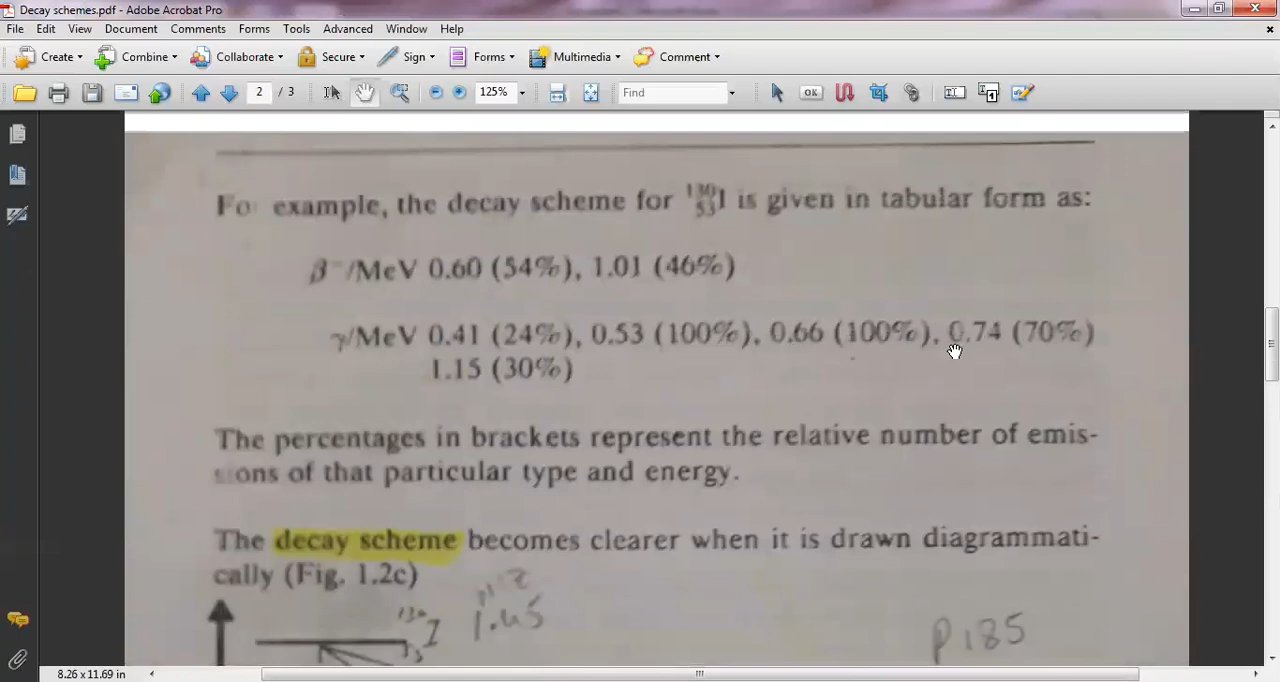 Decay schemes.pdf - Adobe Acrobat Pro
File Edit View Document Comments Forms Tools Advanced Window Help
Create Combine Collaborate Secure Sign Forms Multimedia Comment
2 / 3 125% Find OK
For example, the decay scheme for ¹³⁰₅₃I is given in tabular form as:
β⁻/MeV 0.60 (54%), 1.01 (46%)
γ/MeV 0.41 (24%), 0.53 (100%), 0.66 (100%), 0.74 (70%)
1.15 (30%)
The percentages in brackets represent the relative number of emis-
sions of that particular type and energy.
The decay scheme becomes clearer when it is drawn diagrammati-
cally (Fig. 1.2c)
130 I
1.45
p 185
8.26 x 11.69 in